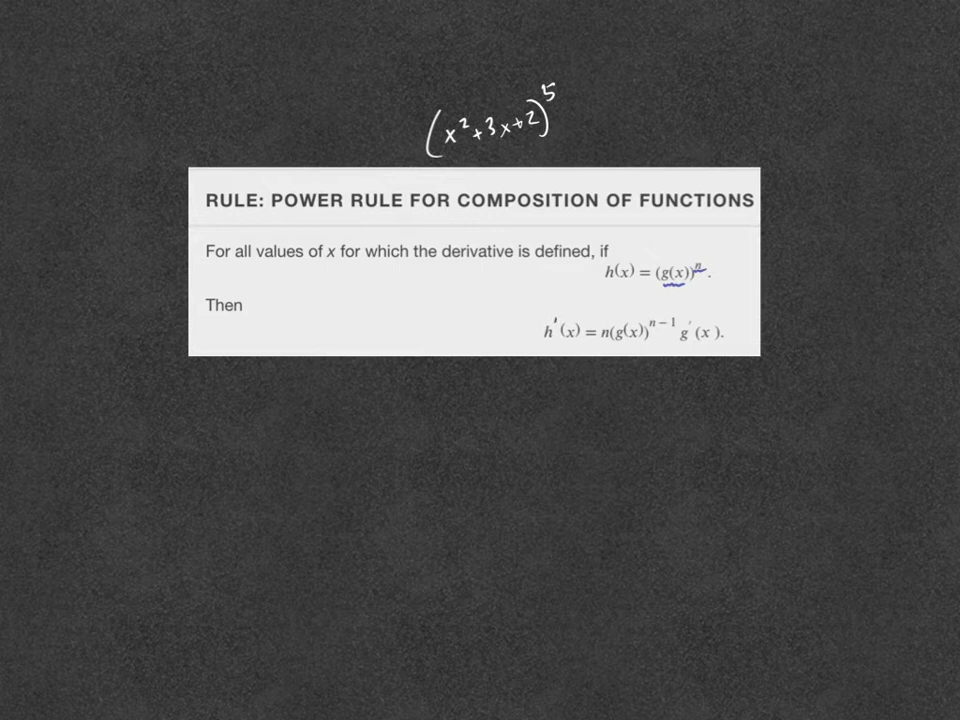 (x²+3x+2)⁵
RULE: POWER RULE FOR COMPOSITION OF FUNCTIONS
For all values of x for which the derivative is defined, if
h(x) = (g(x))ⁿ.
Then
h′(x) = n(g(x))ⁿ⁻¹ g′(x ).